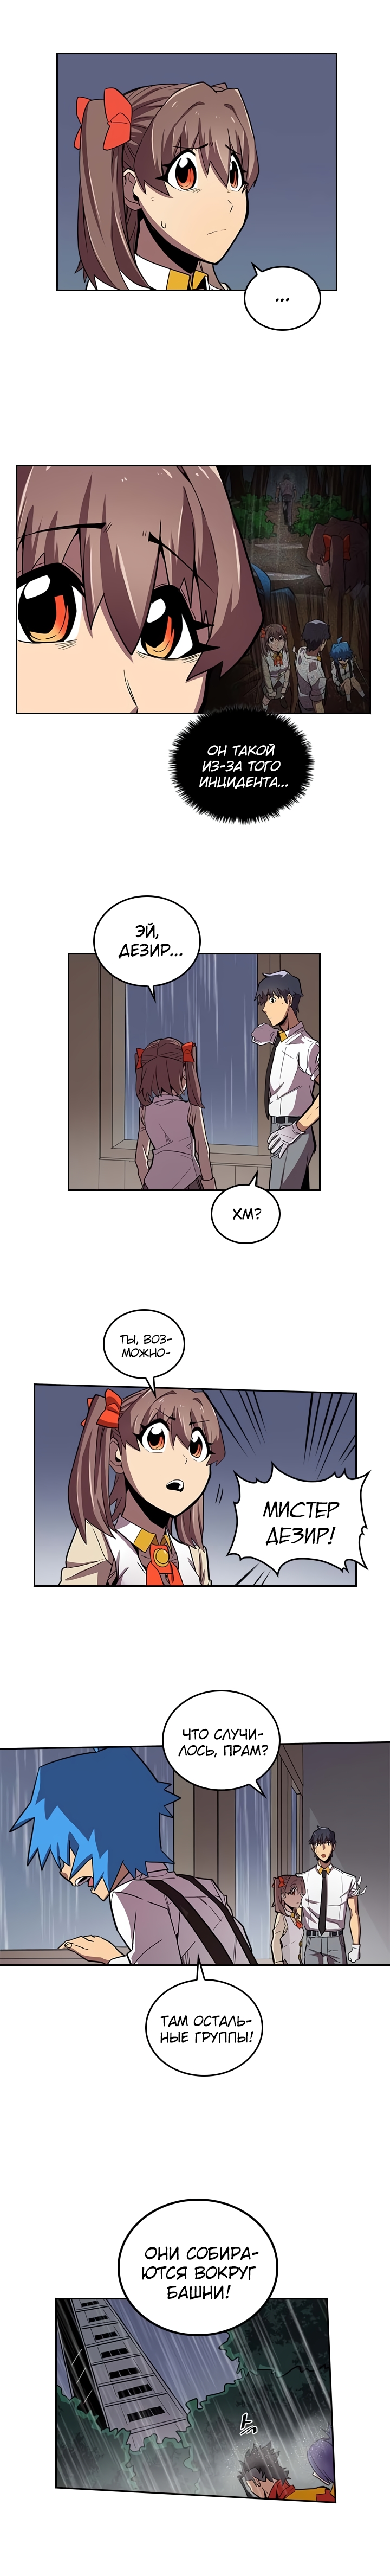 ...
ОН ТАКОЙ
ИЗ-ЗА ТОГО
ИНЦИДЕНТА...
ЭЙ,
ДЕЗИР...
ХМ?
ТЫ, ВОЗ-
МОЖНО-
МИСТЕР
ДЕЗИР!
ЧТО СЛУЧИ-
ЛОСЬ, ПРАМ?
ТАМ ОСТАЛЬ-
НЫЕ ГРУППЫ!
ОНИ СОБИРА-
ЮТСЯ ВОКРУГ
БАШНИ!